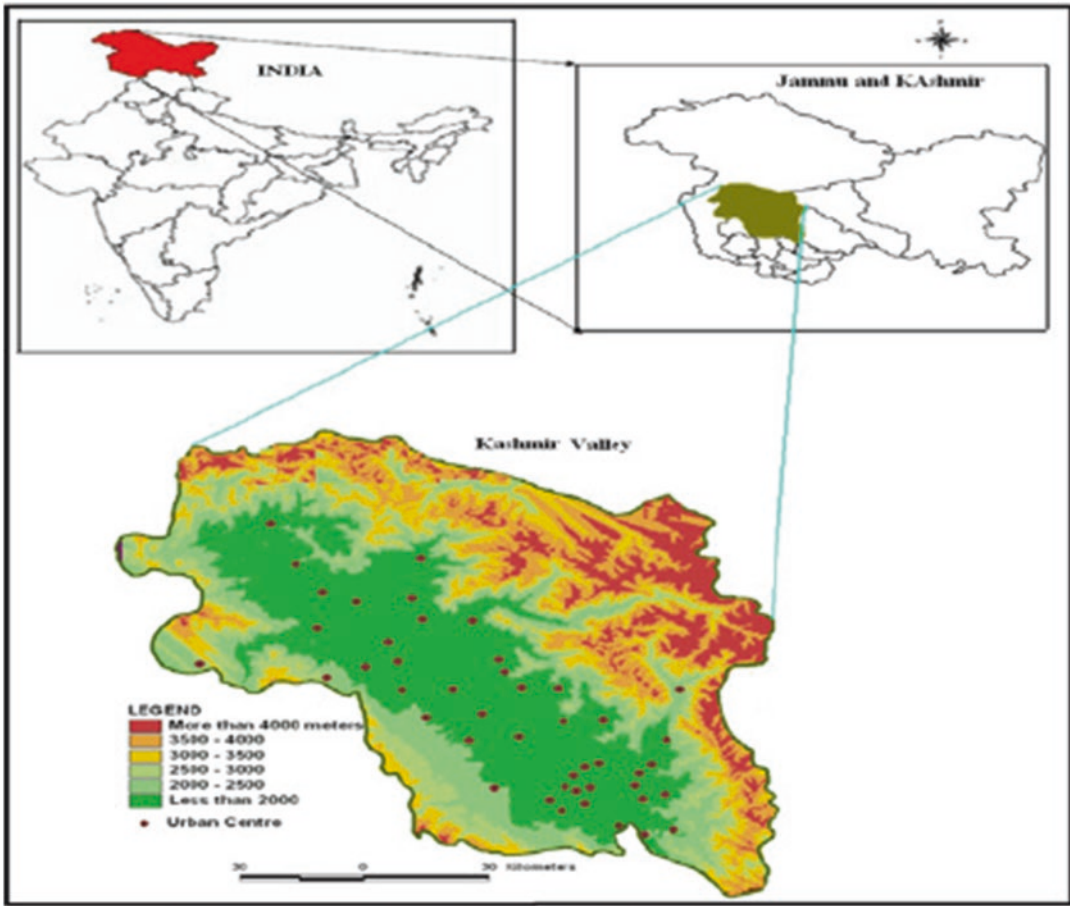 INDIA
Jammu and KAshmir
Kashmir Valley
LEGEND
More than 4000 meters
3500 - 4000
3000 - 3500
2500 - 3000
2000 - 2500
Less than 2000
Urban Centre
30 0 30 Kilometers